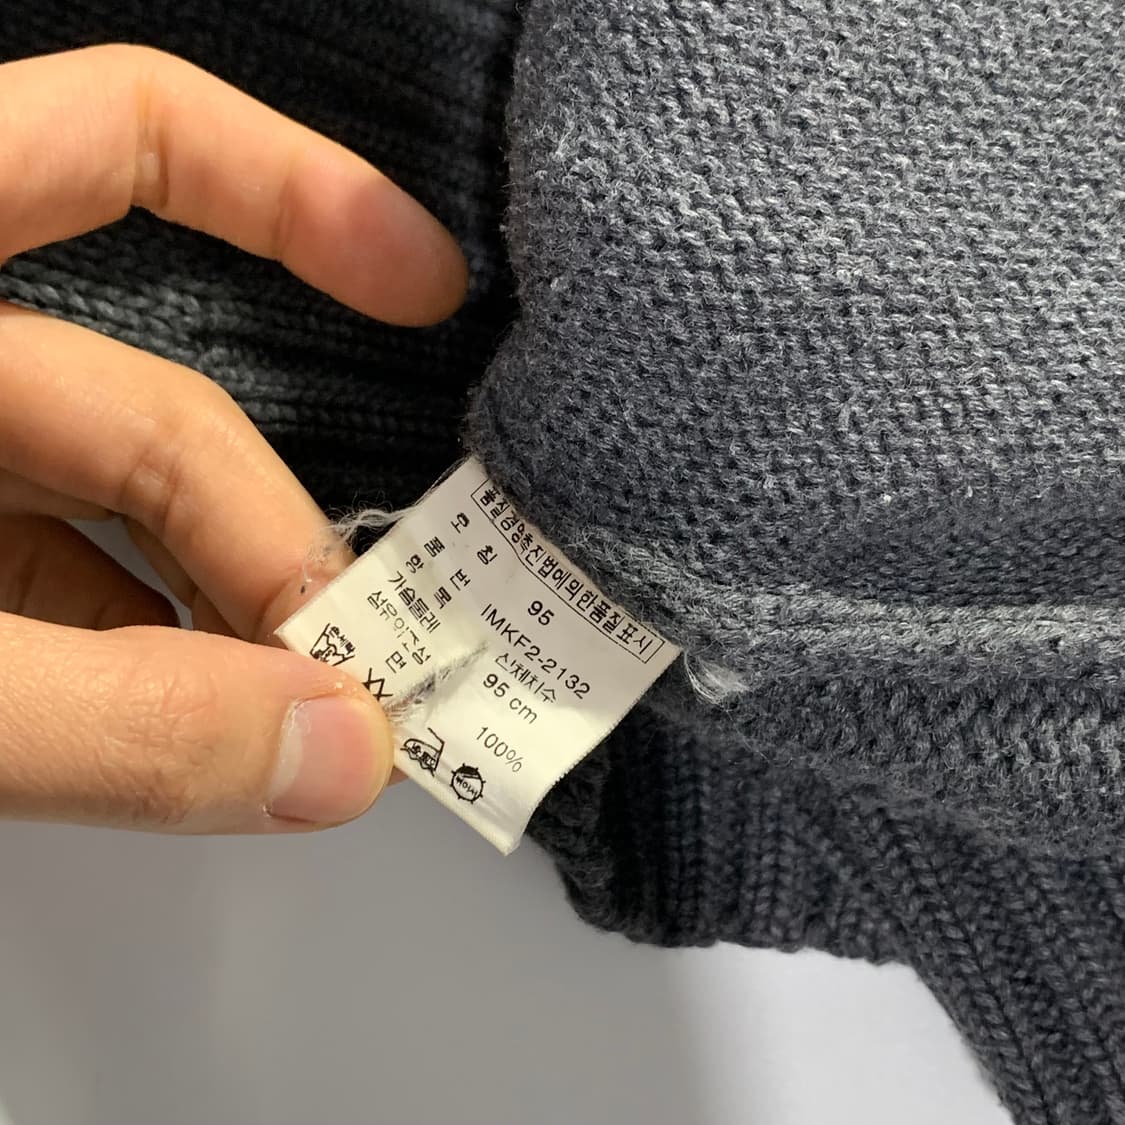 품질경영촉진법에의한품질표시
호 칭 95
품 번 IMKF2-2132
신체치수
가슴둘레 95 cm
섬유의조성
면 100%